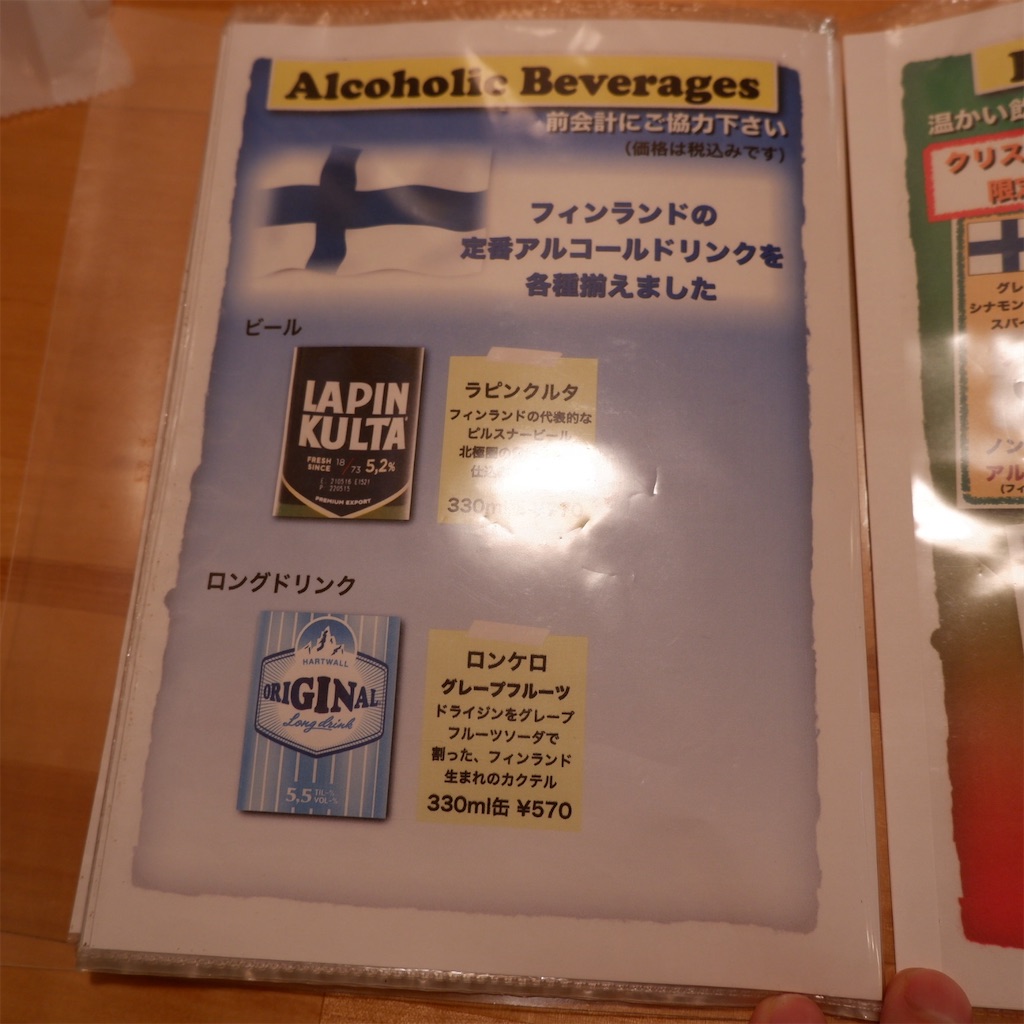 Alcoholic Beverages
前会計にご協力下さい
(価格は税込みです)
フィンランドの
定番アルコールドリンクを
各種揃えました
ビール
LAPIN
KULTA
FRESH
SINCE
18/73
5,2%
PREMIUM EXPORT
ラピンクルタ
フィンランドの代表的な
ピルスナービール
北極圏の
仕込
330m
ロングドリンク
HARTWALL
ORIGINAL
Long drink
5,5 TIL-%
VOL-%
ロンケロ
グレープフルーツ
ドライジンをグレープ
フルーツソーダで
割った、フィンランド
生まれのカクテル
330ml缶 ¥570
温かい飲
クリス
限
グレ
シナモン
スパイ
ノン
アル
(フィ